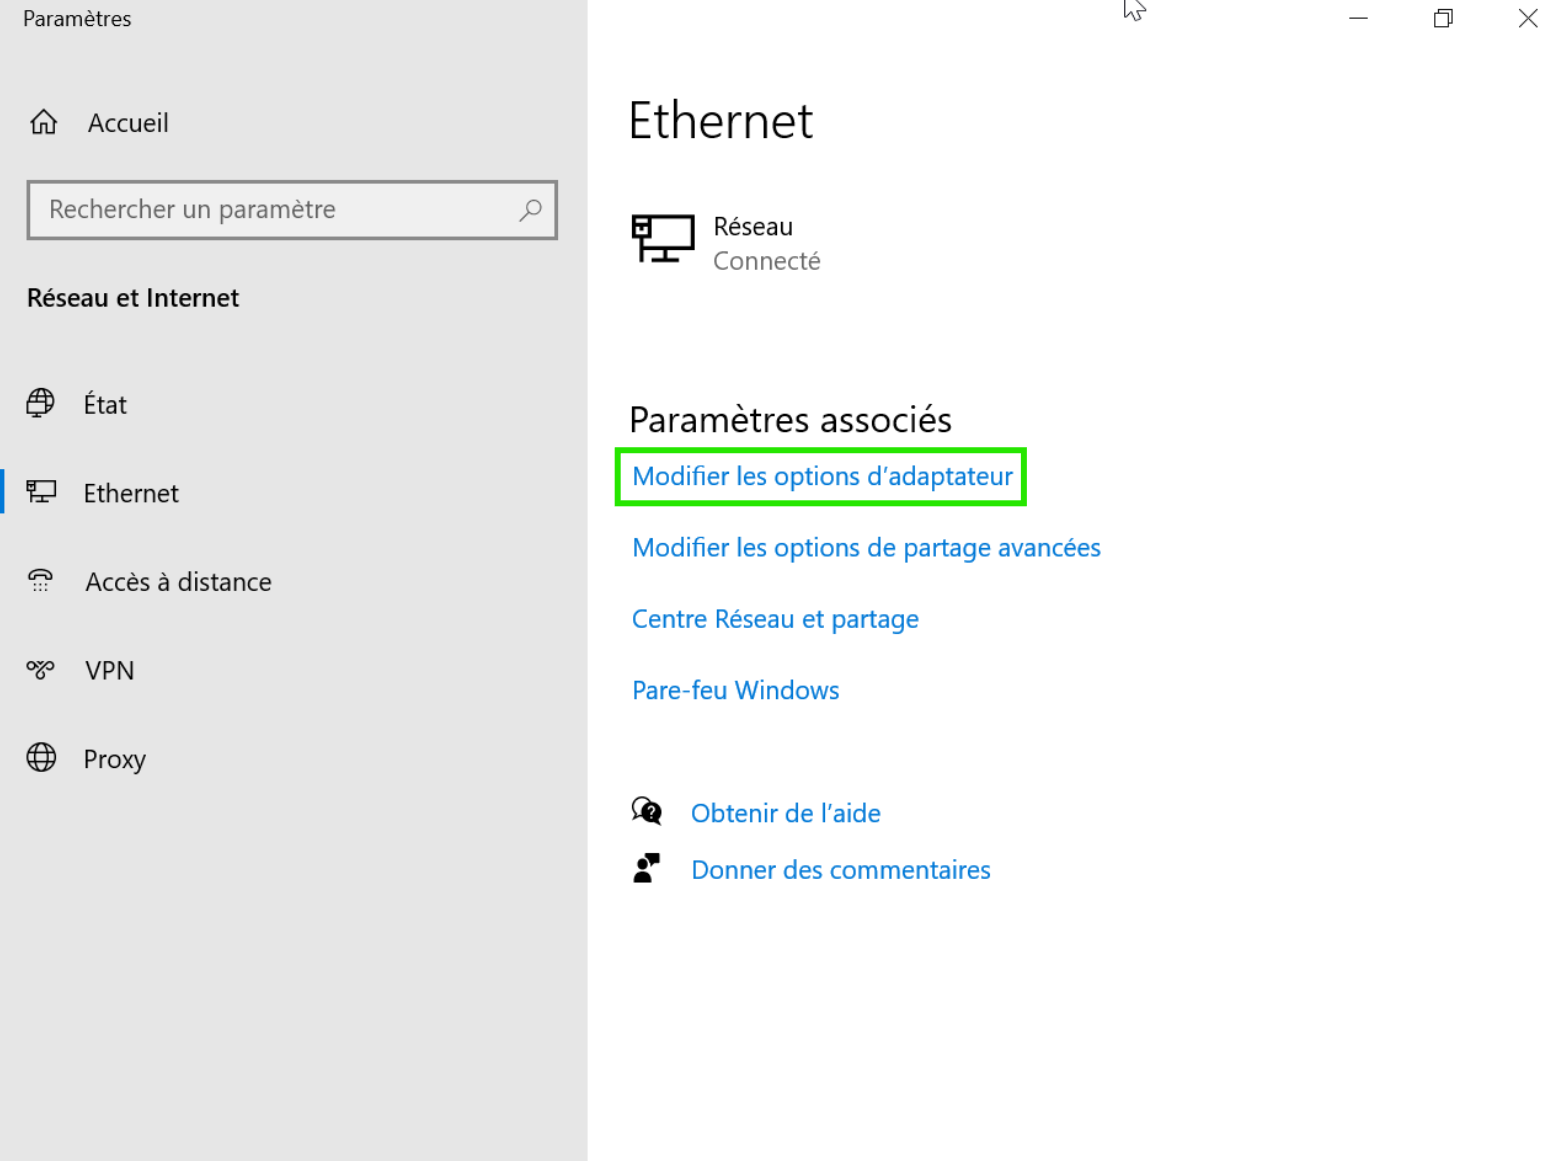 Paramètres
Accueil
Rechercher un paramètre
Réseau et Internet
État
Ethernet
Accès à distance
VPN
Proxy
Ethernet
Réseau
Connecté
Paramètres associés
Modifier les options d’adaptateur
Modifier les options de partage avancées
Centre Réseau et partage
Pare-feu Windows
Obtenir de l’aide
Donner des commentaires